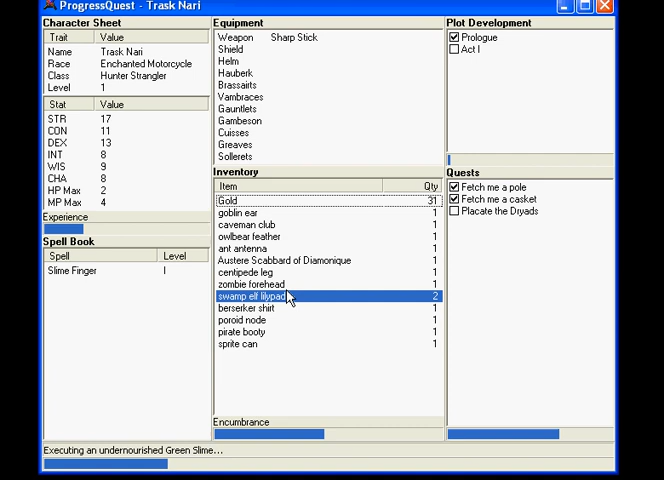 ProgressQuest - Trask Nari
Character Sheet
Trait Value
Name Trask Nari
Race Enchanted Motorcycle
Class Hunter Strangler
Level 1
Stat Value
STR 17
CON 11
DEX 13
INT 8
WIS 9
CHA 8
HP Max 2
MP Max 4
Experience
Spell Book
Spell Level
Slime Finger I
Equipment
Weapon Sharp Stick
Shield
Helm
Hauberk
Brassairts
Vambraces
Gauntlets
Gambeson
Cuisses
Greaves
Sollerets
Inventory
Item Qty
Gold 31
goblin ear 1
caveman club 1
owlbear feather 1
ant antenna 1
Austere Scabbard of Diamonique 1
centipede leg 1
zombie forehead 1
swamp elf lilypad 2
berserker shirt 1
poroid node 1
pirate booty 1
sprite can 1
Encumbrance
Plot Development
Prologue
Act I
Quests
Fetch me a pole
Fetch me a casket
Placate the Dryads
Executing an undernourished Green Slime...